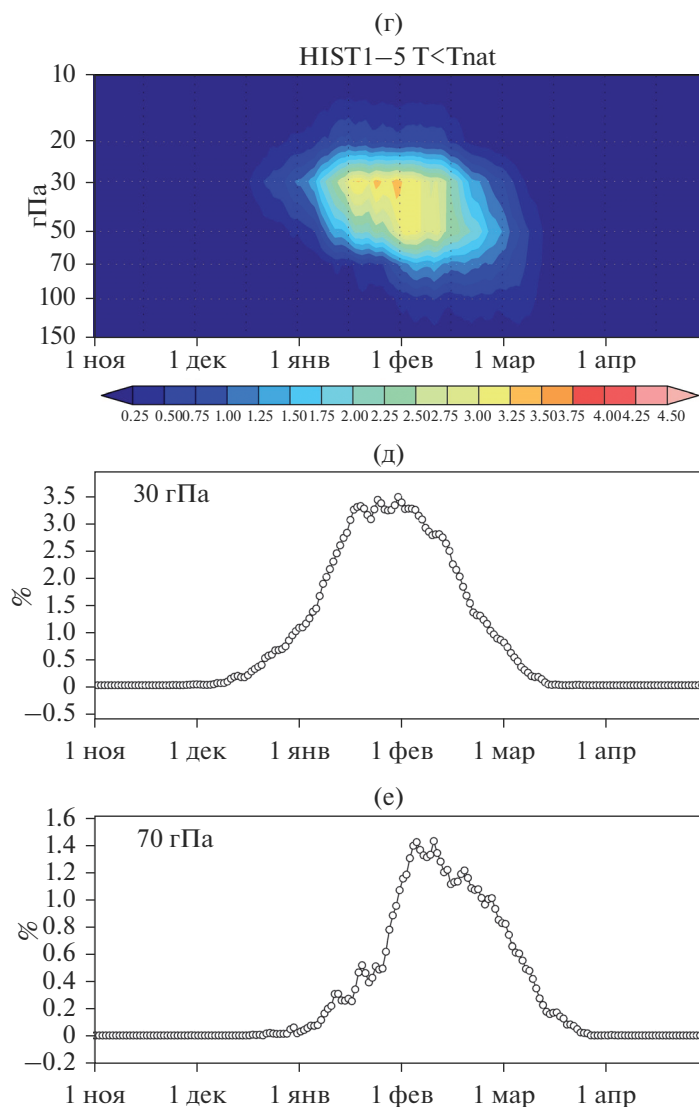 (г)
HIST1–5 T<Tnat
10
20
30
50
70
100
150
гПа
1 ноя 1 дек 1 янв 1 фев 1 мар 1 апр
0.25 0.50 0.75 1.00 1.25 1.50 1.75 2.00 2.25 2.50 2.75 3.00 3.25 3.50 3.75 4.00 4.25 4.50
(д)
30 гПа
3.5
3.0
2.5
2.0
1.5
1.0
0.5
0
–0.5
%
1 ноя 1 дек 1 янв 1 фев 1 мар 1 апр
(е)
70 гПа
1.6
1.4
1.2
1.0
0.8
0.6
0.4
0.2
0
–0.2
%
1 ноя 1 дек 1 янв 1 фев 1 мар 1 апр